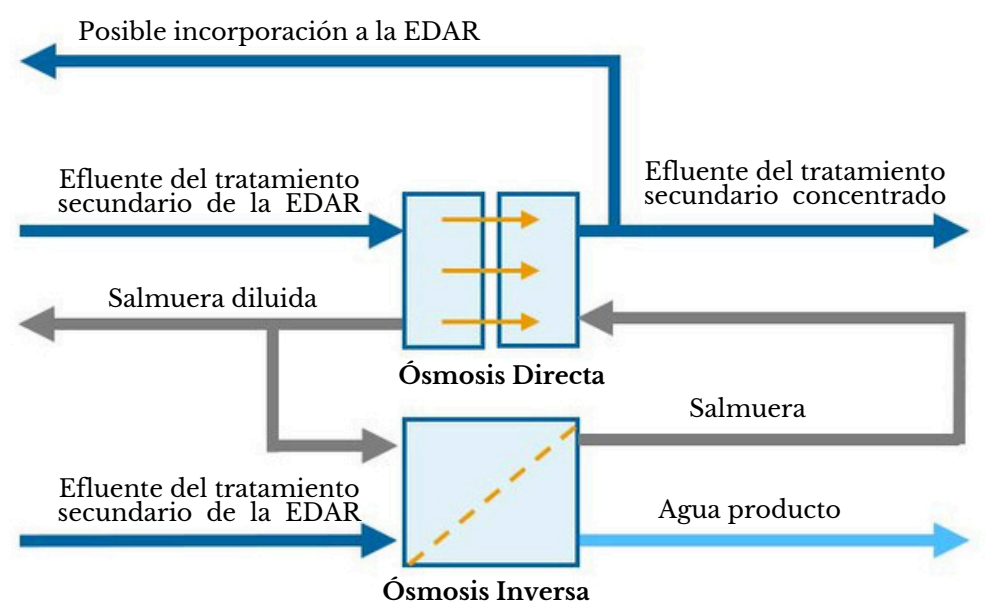 Posible incorporación a la EDAR
Efluente del tratamiento
secundario de la EDAR
Efluente del tratamiento
secundario concentrado
Salmuera diluida
Ósmosis Directa
Salmuera
Efluente del tratamiento
secundario de la EDAR
Agua producto
Ósmosis Inversa